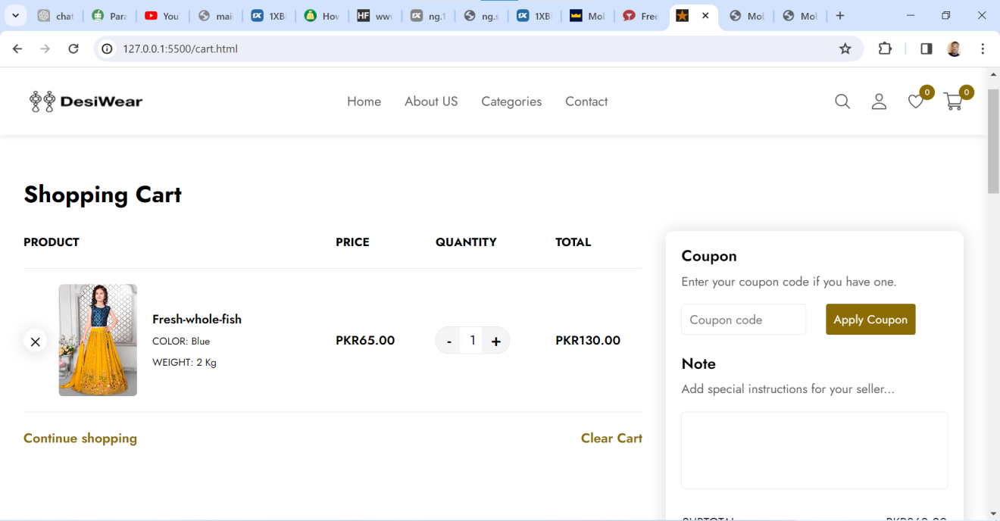 chat
Para
You
mai
1XB
Hov
HF www
ng.1
ng.s
1XB
Mol
Free
Mol
Mol
127.0.0.1:5500/cart.html
DesiWear
Home About US Categories Contact
0 0
Shopping Cart
PRODUCT PRICE QUANTITY TOTAL
Fresh-whole-fish
COLOR: Blue
WEIGHT: 2 Kg
PKR65.00 - 1 + PKR130.00
Continue shopping Clear Cart
Coupon
Enter your coupon code if you have one.
Coupon code Apply Coupon
Note
Add special instructions for your seller...
SUBTOTAL